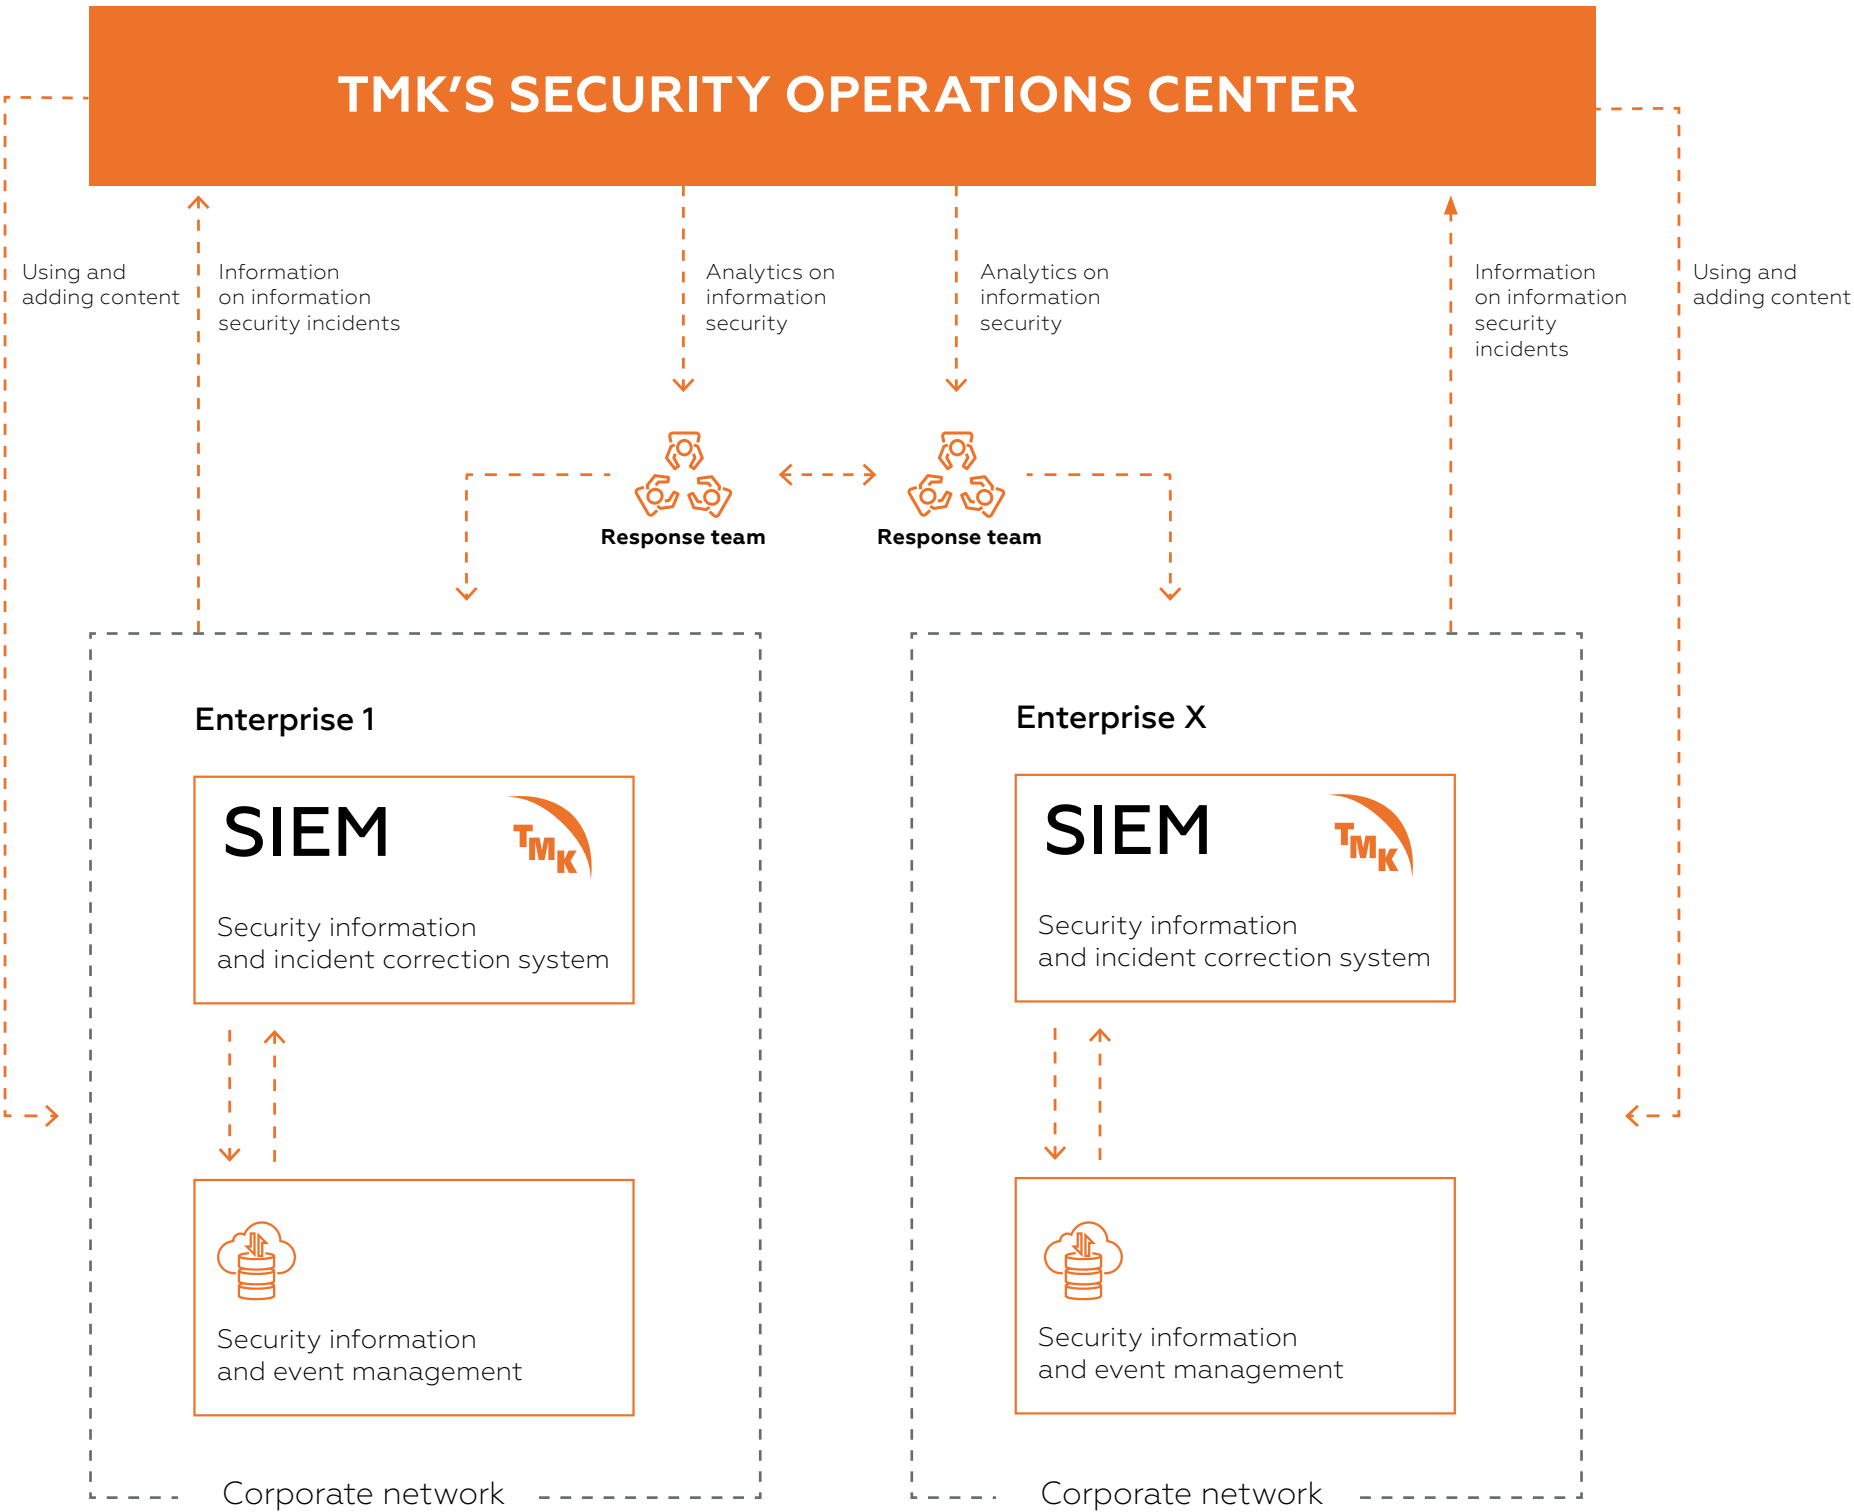 TMK'S SECURITY OPERATIONS CENTER
Using and
adding content
Information
on information
security incidents
Analytics on
information
security
Analytics on
information
security
Information
on information
security
incidents
Using and
adding content
Response team
Response team
Enterprise 1
SIEM
TMK
Security information
and incident correction system
Security information
and event management
Corporate network
Enterprise X
SIEM
TMK
Security information
and incident correction system
Security information
and event management
Corporate network